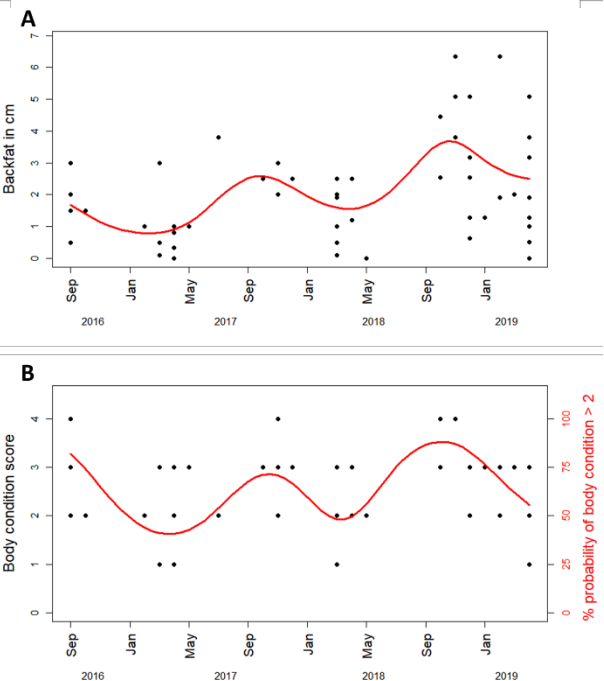 A
Backfat in cm
7
6
5
4
3
2
1
0
Sep Jan May Sep Jan May Sep Jan
2016 2017 2018 2019
B
Body condition score
% probability of body condition > 2
4 100
3 75
2 50
1 25
0 0
Sep Jan May Sep Jan May Sep Jan
2016 2017 2018 2019